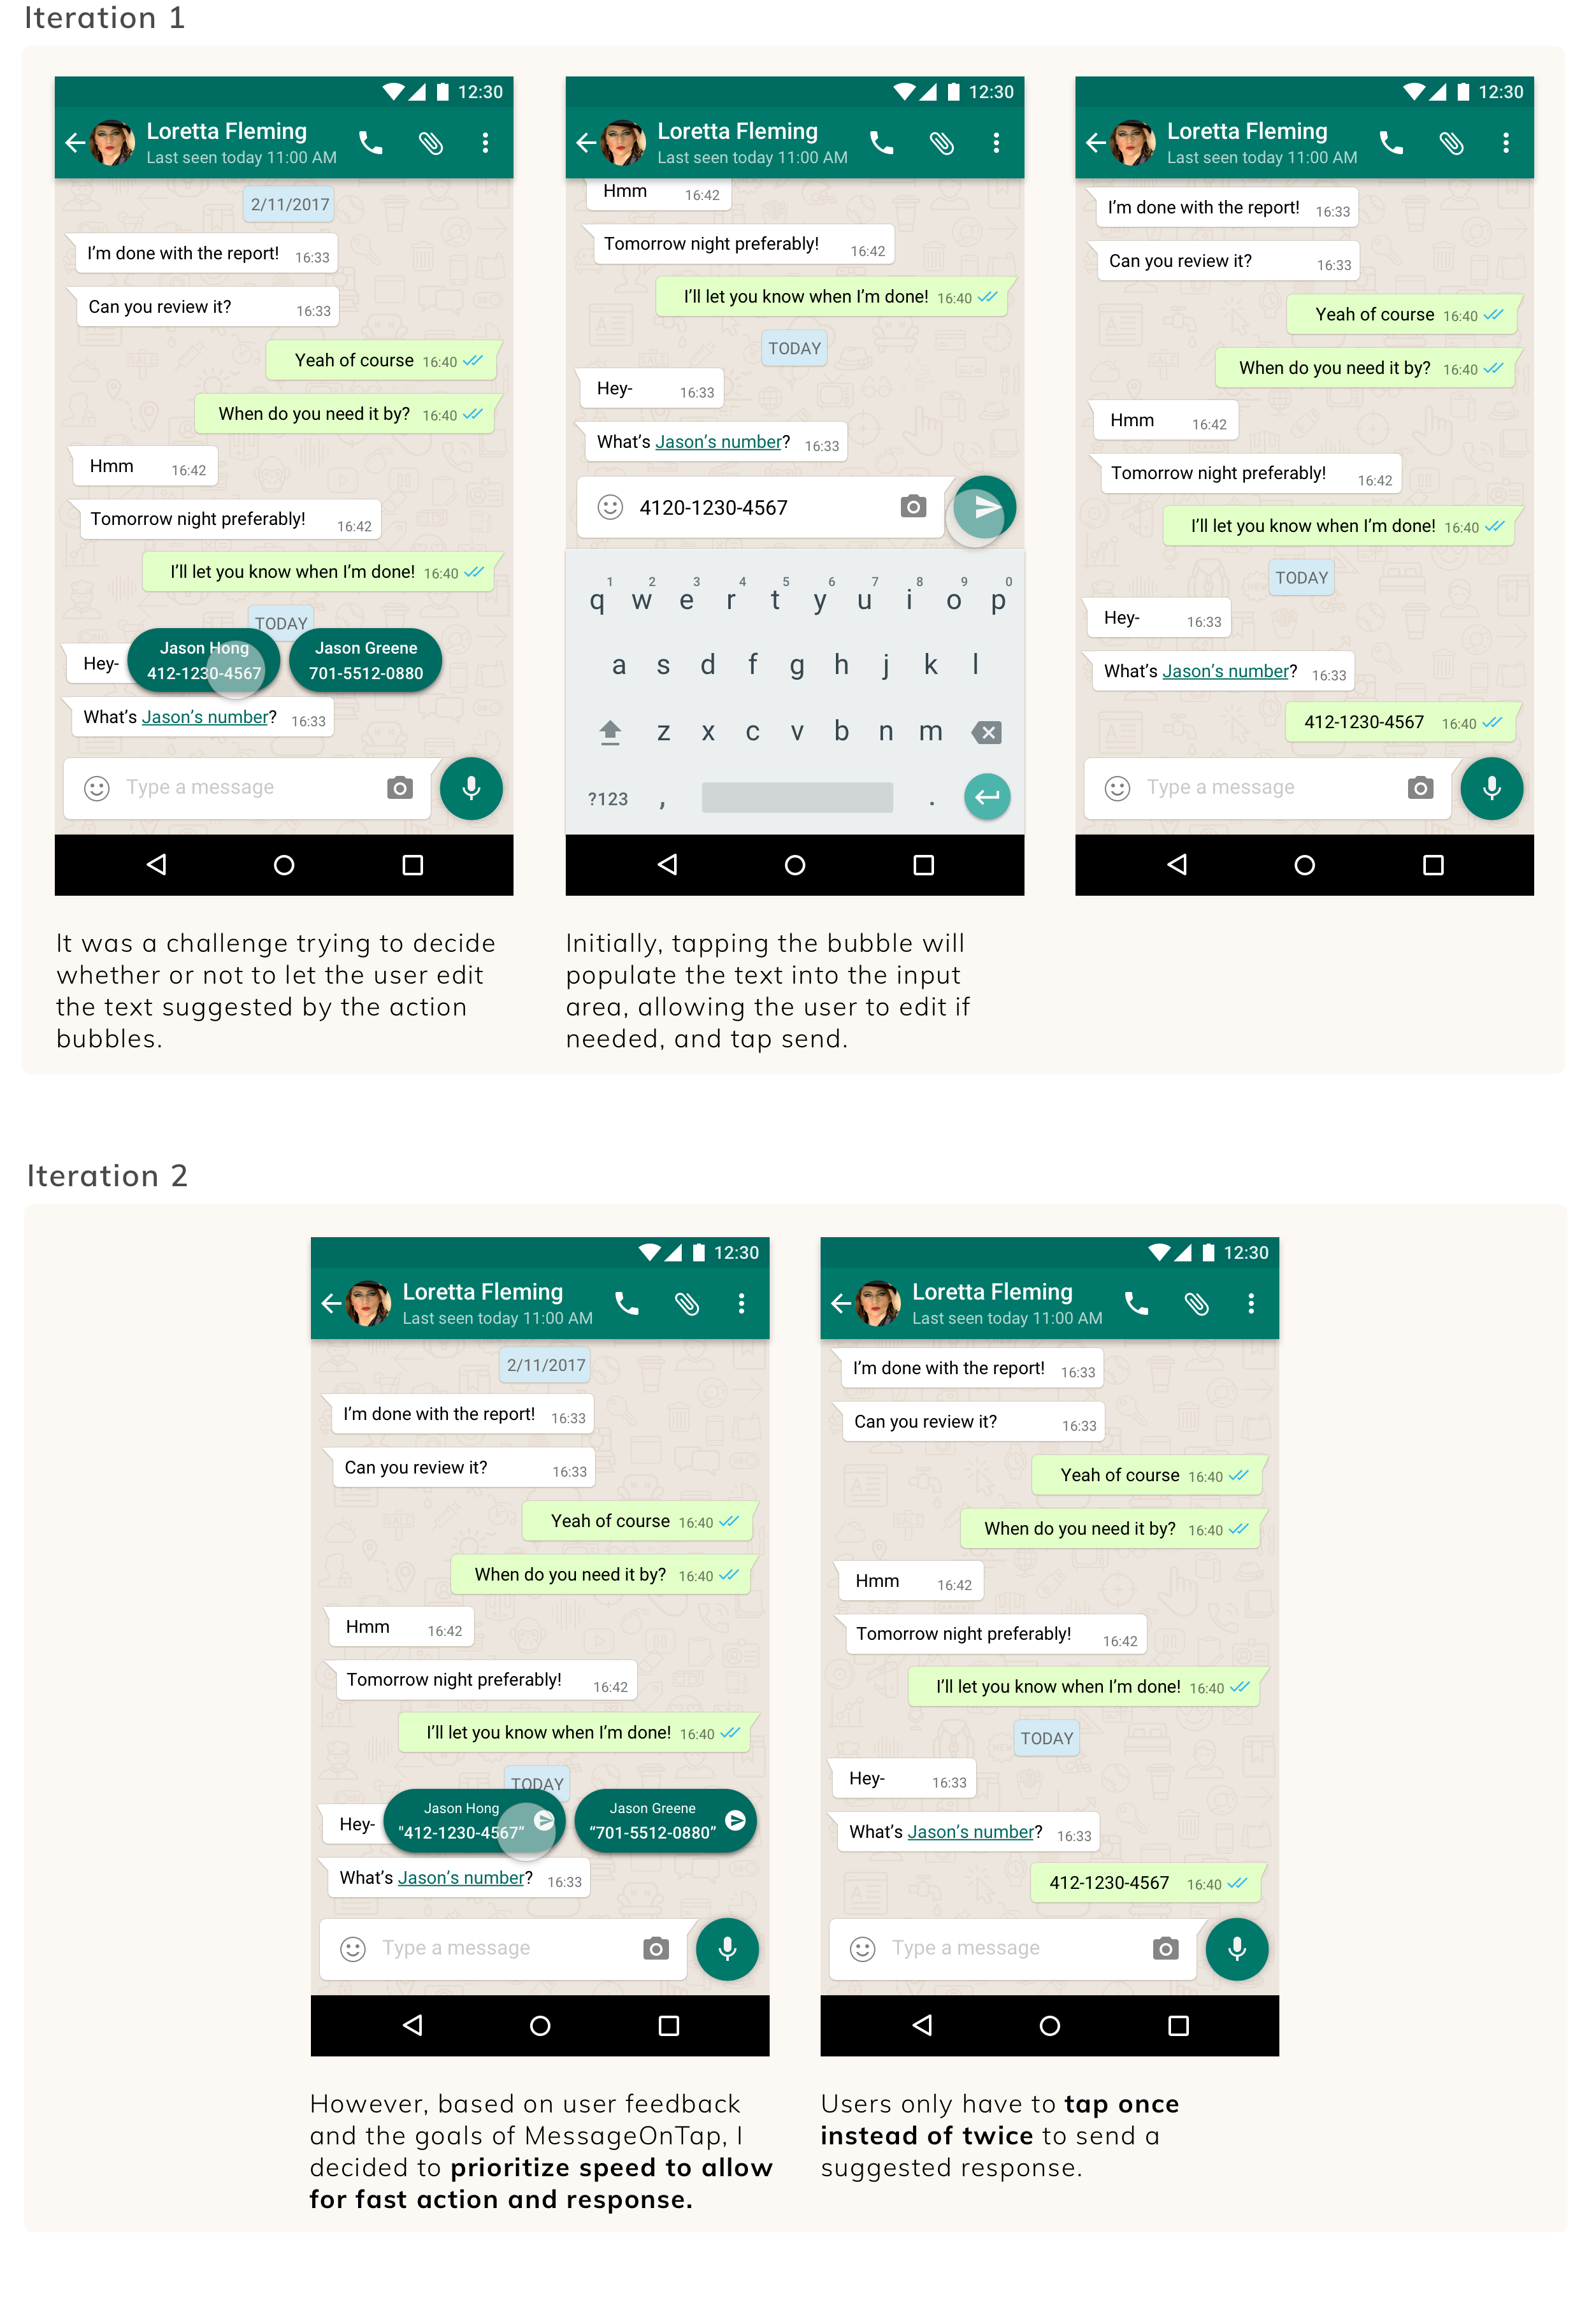 Iteration 1
12:30
Loretta Fleming
Last seen today 11:00 AM
2/11/2017
I'm done with the report! 16:33
Can you review it? 16:33
Yeah of course 16:40
When do you need it by? 16:40
Hmm 16:42
Tomorrow night preferably! 16:42
I'll let you know when I'm done! 16:40
TODAY
Hey-
Jason Hong
412-1230-4567
Jason Greene
701-5512-0880
What's Jason's number? 16:33
Type a message
It was a challenge trying to decide
whether or not to let the user edit
the text suggested by the action
bubbles.
12:30
Loretta Fleming
Last seen today 11:00 AM
Hmm 16:42
Tomorrow night preferably! 16:42
I'll let you know when I'm done! 16:40
TODAY
Hey- 16:33
What's Jason's number? 16:33
4120-1230-4567
1 2 3 4 5 6 7 8 9 0
q w e r t y u i o p
a s d f g h j k l
z x c v b n m
?123 , .
Initially, tapping the bubble will
populate the text into the input
area, allowing the user to edit if
needed, and tap send.
12:30
Loretta Fleming
Last seen today 11:00 AM
I'm done with the report! 16:33
Can you review it? 16:33
Yeah of course 16:40
When do you need it by? 16:40
Hmm 16:42
Tomorrow night preferably! 16:42
I'll let you know when I'm done! 16:40
TODAY
Hey- 16:33
What's Jason's number? 16:33
412-1230-4567 16:40
Type a message
Iteration 2
12:30
Loretta Fleming
Last seen today 11:00 AM
2/11/2017
I'm done with the report! 16:33
Can you review it? 16:33
Yeah of course 16:40
When do you need it by? 16:40
Hmm 16:42
Tomorrow night preferably! 16:42
I'll let you know when I'm done! 16:40
TODAY
Hey-
Jason Hong
"412-1230-4567"
Jason Greene
"701-5512-0880"
What's Jason's number? 16:33
Type a message
However, based on user feedback
and the goals of MessageOnTap, I
decided to prioritize speed to allow
for fast action and response.
12:30
Loretta Fleming
Last seen today 11:00 AM
I'm done with the report! 16:33
Can you review it? 16:33
Yeah of course 16:40
When do you need it by? 16:40
Hmm 16:42
Tomorrow night preferably! 16:42
I'll let you know when I'm done! 16:40
TODAY
Hey- 16:33
What's Jason's number? 16:33
412-1230-4567 16:40
Type a message
Users only have to tap once
instead of twice to send a
suggested response.